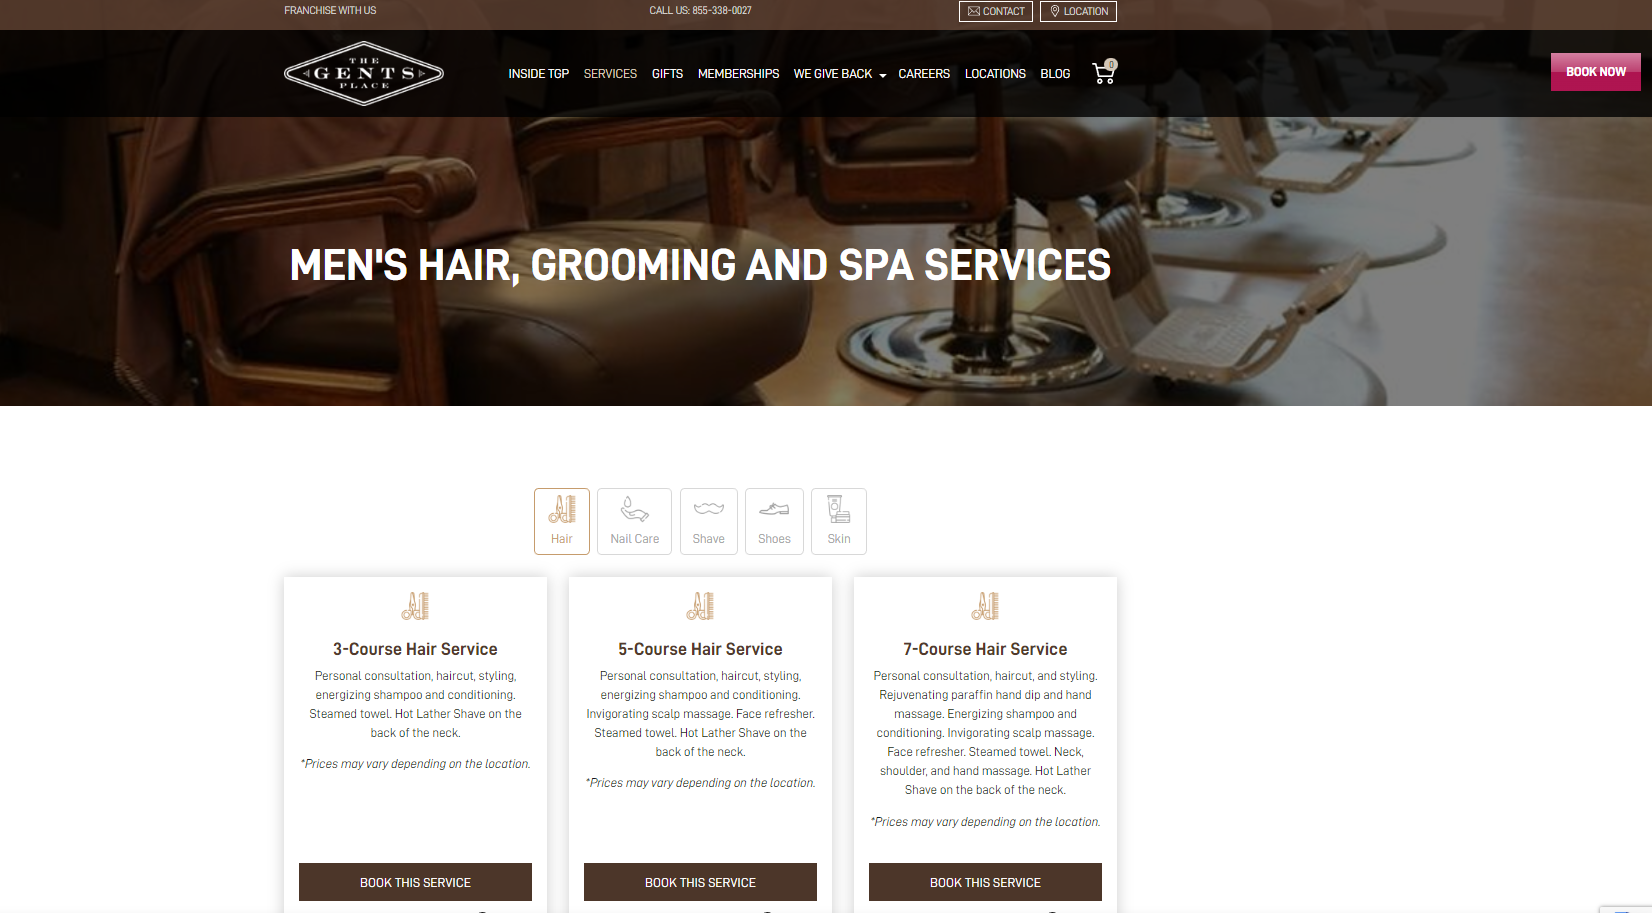 FRANCHISE WITH US
CALL US: 855-338-0027
CONTACT
LOCATION
THE
GENTS
PLACE
INSIDE TGP
SERVICES
GIFTS
MEMBERSHIPS
WE GIVE BACK
CAREERS
LOCATIONS
BLOG
0
BOOK NOW
MEN'S HAIR, GROOMING AND SPA SERVICES
Hair
Nail Care
Shave
Shoes
Skin
3-Course Hair Service
Personal consultation, haircut, styling,
energizing shampoo and conditioning.
Steamed towel. Hot Lather Shave on the
back of the neck.
*Prices may vary depending on the location.
BOOK THIS SERVICE
5-Course Hair Service
Personal consultation, haircut, styling,
energizing shampoo and conditioning.
Invigorating scalp massage. Face refresher.
Steamed towel. Hot Lather Shave on the
back of the neck.
*Prices may vary depending on the location.
BOOK THIS SERVICE
7-Course Hair Service
Personal consultation, haircut, and styling.
Rejuvenating paraffin hand dip and hand
massage. Energizing shampoo and
conditioning. Invigorating scalp massage.
Face refresher. Steamed towel. Neck,
shoulder, and hand massage. Hot Lather
Shave on the back of the neck.
*Prices may vary depending on the location.
BOOK THIS SERVICE